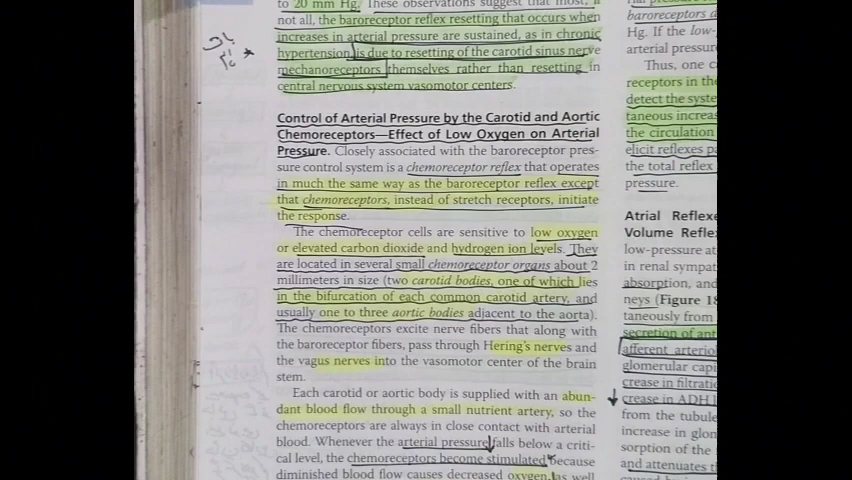 to 20 mm Hg. These observations suggest that most, if
not all, the baroreceptor reflex resetting that occurs when
increases in arterial pressure are sustained, as in chronic
hypertension, is due to resetting of the carotid sinus nerve
mechanoreceptors themselves rather than resetting in
central nervous system vasomotor centers.
Control of Arterial Pressure by the Carotid and Aortic
Chemoreceptors—Effect of Low Oxygen on Arterial
Pressure. Closely associated with the baroreceptor pres-
sure control system is a chemoreceptor reflex that operates
in much the same way as the baroreceptor reflex except
that chemoreceptors, instead of stretch receptors, initiate
the response.
The chemoreceptor cells are sensitive to low oxygen
or elevated carbon dioxide and hydrogen ion levels. They
are located in several small chemoreceptor organs about 2
millimeters in size (two carotid bodies, one of which lies
in the bifurcation of each common carotid artery, and
usually one to three aortic bodies adjacent to the aorta).
The chemoreceptors excite nerve fibers that along with
the baroreceptor fibers, pass through Hering's nerves and
the vagus nerves into the vasomotor center of the brain
stem.
Each carotid or aortic body is supplied with an abun-
dant blood flow through a small nutrient artery, so the
chemoreceptors are always in close contact with arterial
blood. Whenever the arterial pressure falls below a criti-
cal level, the chemoreceptors become stimulated because
diminished blood flow causes decreased oxygen, as well
baroreceptors
Hg. If the low-
arterial pressur
Thus, one c
receptors in the
detect the syste
taneous increas
the circulation
elicit reflexes pa
the total reflex
pressure.
Atrial Reflexe
Volume Reflex
low-pressure at
in renal sympat
absorption, and
neys (Figure 18
taneously from
secretion of ant
afferent arterio
glomerular capi
crease in filtratio
crease in ADH l
from the tubule
increase in glom
sorption of the
and attenuates t